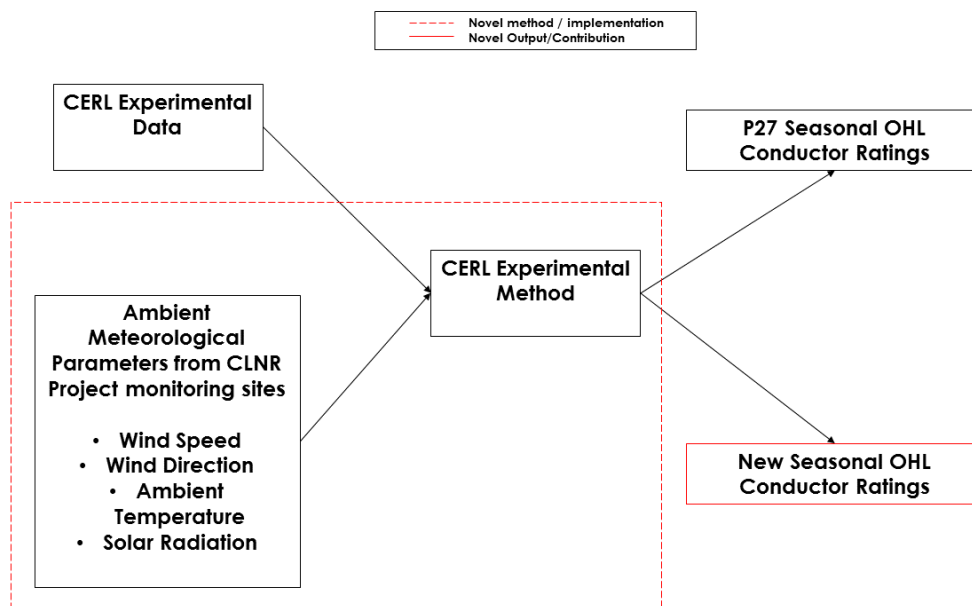 Novel method / implementation
Novel Output/Contribution
CERL Experimental
Data
P27 Seasonal OHL
Conductor Ratings
CERL Experimental
Method
Ambient
Meteorological
Parameters from CLNR
Project monitoring sites
• Wind Speed
• Wind Direction
• Ambient
Temperature
• Solar Radiation
New Seasonal OHL
Conductor Ratings